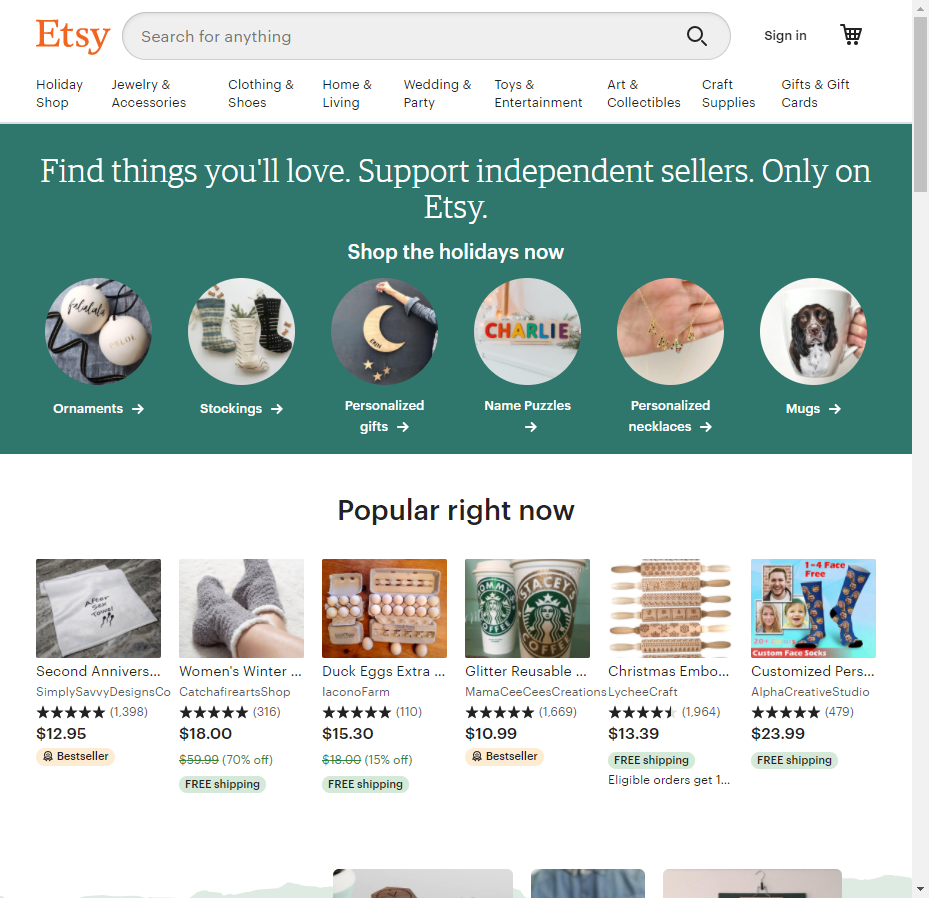 Etsy
Search for anything
Sign in
Holiday Shop
Jewelry & Accessories
Clothing & Shoes
Home & Living
Wedding & Party
Toys & Entertainment
Art & Collectibles
Craft Supplies
Gifts & Gift Cards
Find things you'll love. Support independent sellers. Only on
Etsy.
Shop the holidays now
falalala
CHLOE
CHARLIE
Ornaments →
Stockings →
Personalized
gifts →
Name Puzzles
→
Personalized
necklaces →
Mugs →
Popular right now
After
Sex
Towel
STACEY'S
COFFEE
1-4 Face
Free
Custom Face Socks
Second Annivers...
SimplySavvyDesignsCo
(1,398)
$12.95
Bestseller
Women's Winter ...
CatchafireartsShop
(316)
$18.00
$59.99 (70% off)
FREE shipping
Duck Eggs Extra ...
IaconoFarm
(110)
$15.30
$18.00 (15% off)
FREE shipping
Glitter Reusable ...
MamaCeeCeesCreations
(1,669)
$10.99
Bestseller
Christmas Embo...
LycheeCraft
(1,964)
$13.39
FREE shipping
Eligible orders get 1...
Customized Pers...
AlphaCreativeStudio
(479)
$23.99
FREE shipping